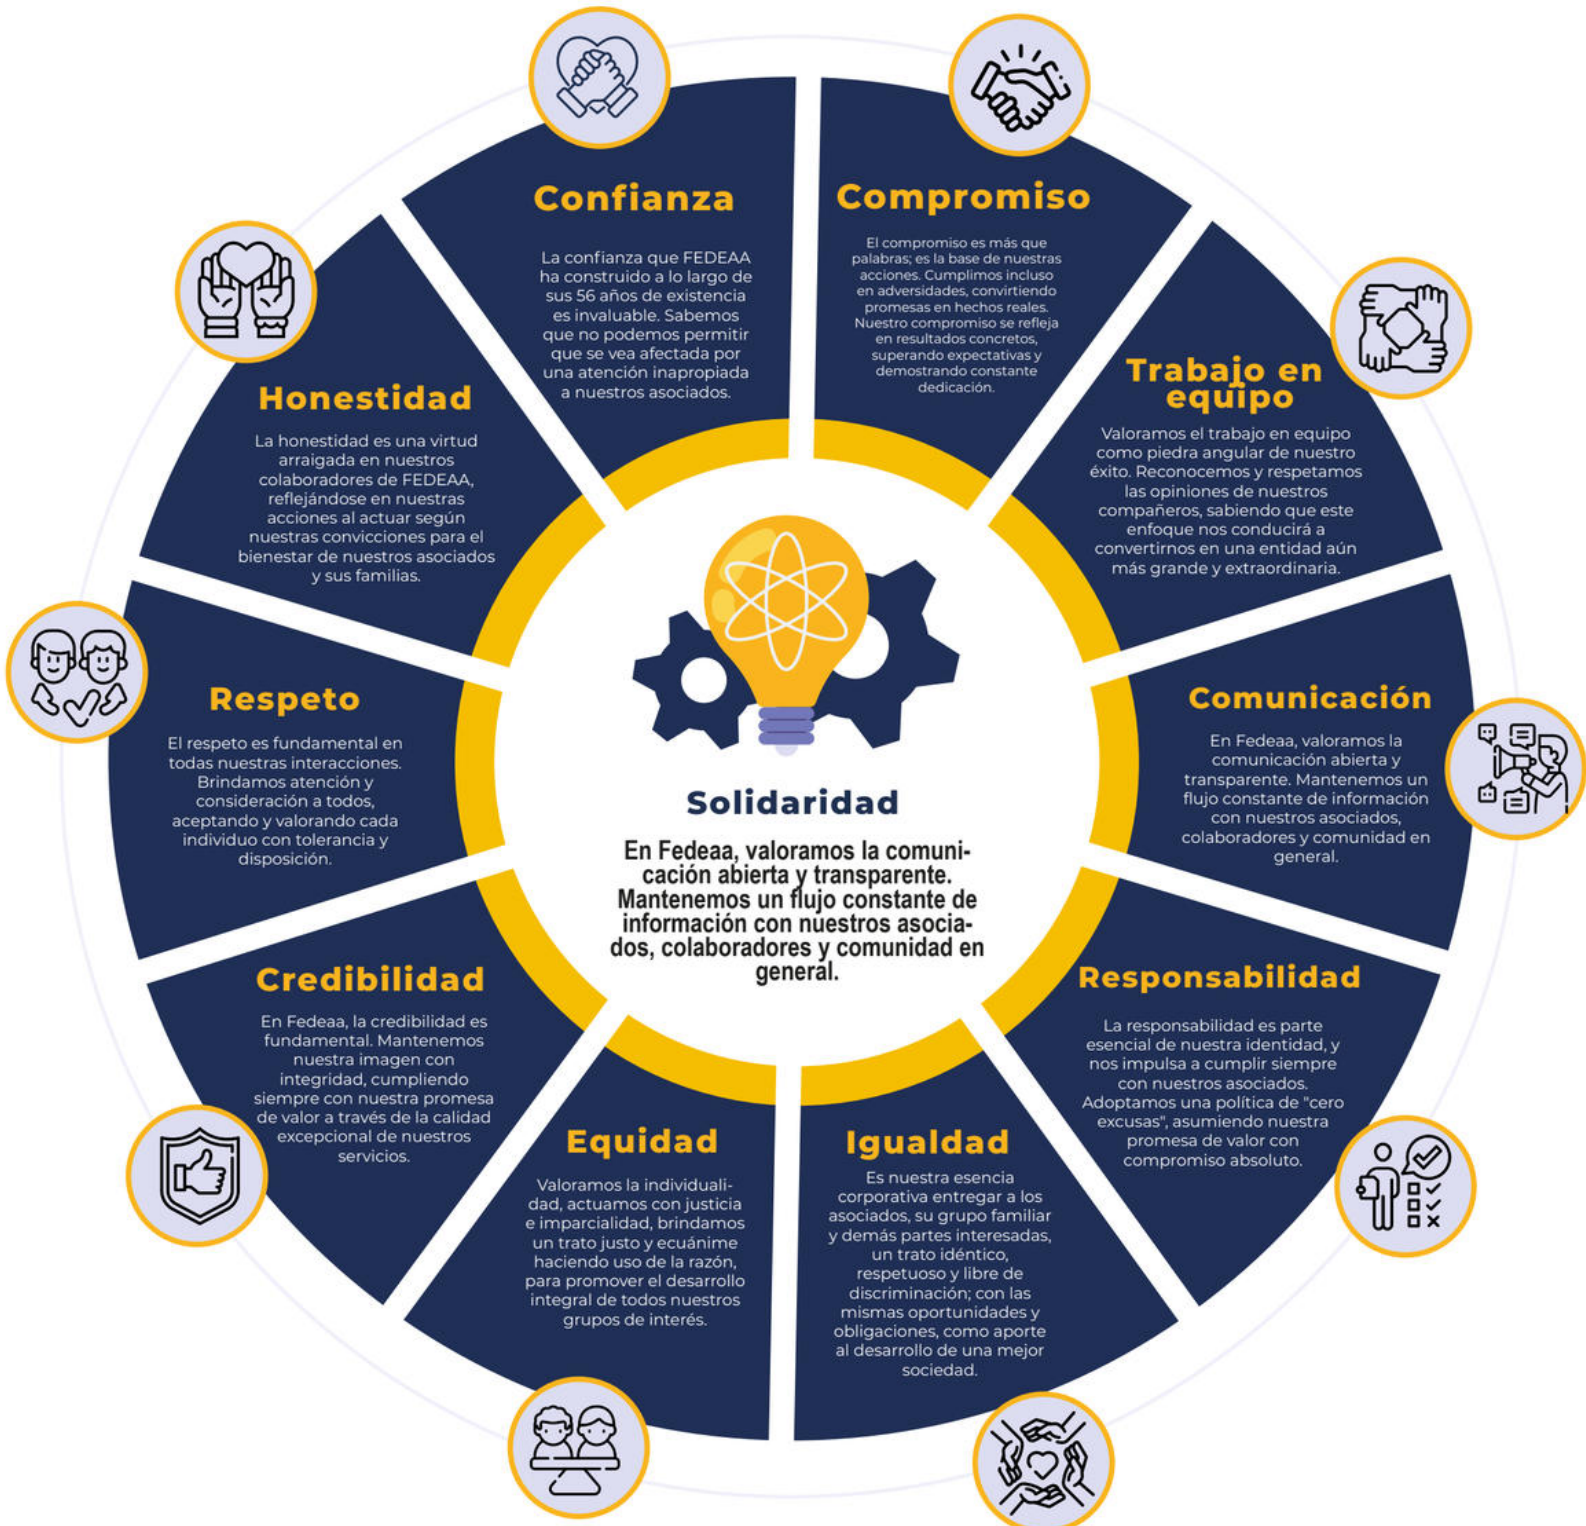 Confianza
La confianza que FEDEAA
ha construido a lo largo de
sus 56 años de existencia
es invaluable. Sabemos
que no podemos permitir
que se vea afectada por
una atención inapropiada
a nuestros asociados.
Compromiso
El compromiso es más que
palabras; es la base de nuestras
acciones. Cumplimos incluso
en adversidades, convirtiendo
promesas en hechos reales.
Nuestro compromiso se refleja
en resultados concretos,
superando expectativas y
demostrando constante
dedicación.
Trabajo en
equipo
Valoramos el trabajo en equipo
como piedra angular de nuestro
éxito. Reconocemos y respetamos
las opiniones de nuestros
compañeros, sabiendo que este
enfoque nos conducirá a
convertirnos en una entidad aún
más grande y extraordinaria.
Comunicación
En Fedeaa, valoramos la
comunicación abierta y
transparente. Mantenemos un
flujo constante de información
con nuestros asociados,
colaboradores y comunidad en
general.
Responsabilidad
La responsabilidad es parte
esencial de nuestra identidad, y
nos impulsa a cumplir siempre
con nuestros asociados.
Adoptamos una política de "cero
excusas", asumiendo nuestra
promesa de valor con
compromiso absoluto.
Igualdad
Es nuestra esencia
corporativa entregar a los
asociados, su grupo familiar
y demás partes interesadas,
un trato idéntico,
respetuoso y libre de
discriminación; con las
mismas oportunidades y
obligaciones, como aporte
al desarrollo de una mejor
sociedad.
Equidad
Valoramos la individuali-
dad, actuamos con justicia
e imparcialidad, brindamos
un trato justo y ecuánime
haciendo uso de la razón,
para promover el desarrollo
integral de todos nuestros
grupos de interés.
Credibilidad
En Fedeaa, la credibilidad es
fundamental. Mantenemos
nuestra imagen con
integridad, cumpliendo
siempre con nuestra promesa
de valor a través de la calidad
excepcional de nuestros
servicios.
Respeto
El respeto es fundamental en
todas nuestras interacciones.
Brindamos atención y
consideración a todos,
aceptando y valorando cada
individuo con tolerancia y
disposición.
Honestidad
La honestidad es una virtud
arraigada en nuestros
colaboradores de FEDEAA,
reflejándose en nuestras
acciones al actuar según
nuestras convicciones para el
bienestar de nuestros asociados
y sus familias.
Solidaridad
En Fedeaa, valoramos la comuni-
cación abierta y transparente.
Mantenemos un flujo constante de
información con nuestros asocia-
dos, colaboradores y comunidad en
general.